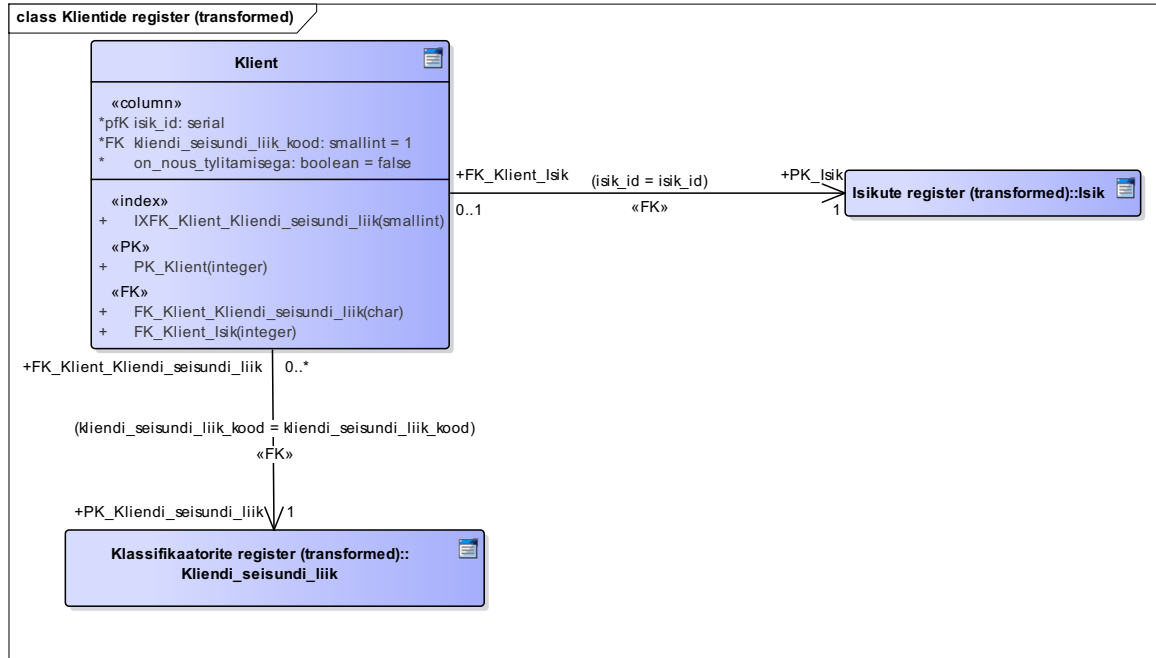 class Klientide register (transformed)
Klient
«column»
*pfK isik_id: serial
*FK kliendi_seisundi_liik_kood: smallint = 1
* on_nous_tylitamisega: boolean = false
«index»
+ IXFK_Klient_Kliendi_seisundi_liik(smallint)
«PK»
+ PK_Klient(integer)
«FK»
+ FK_Klient_Kliendi_seisundi_liik(char)
+ FK_Klient_Isik(integer)
+FK_Klient_Isik
(isik_id = isik_id)
+PK_Isik
0..1
«FK»
1
Isikute register (transformed)::Isik
+FK_Klient_Kliendi_seisundi_liik
0..*
(kliendi_seisundi_liik_kood = kliendi_seisundi_liik_kood)
«FK»
+PK_Kliendi_seisundi_liik
1
Klassifikaatorite register (transformed)::
Kliendi_seisundi_liik